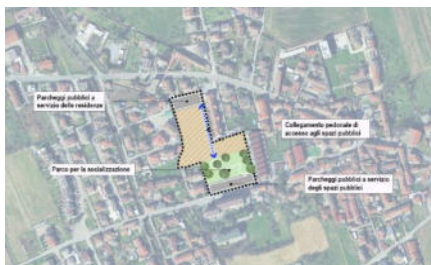 Parcheggi pubblici a
servizio delle residenze
Collegamento pedonale di
accesso agli spazi pubblici
Parco per la socializzazione
Parcheggi pubblici a servizio
degli spazi pubblici